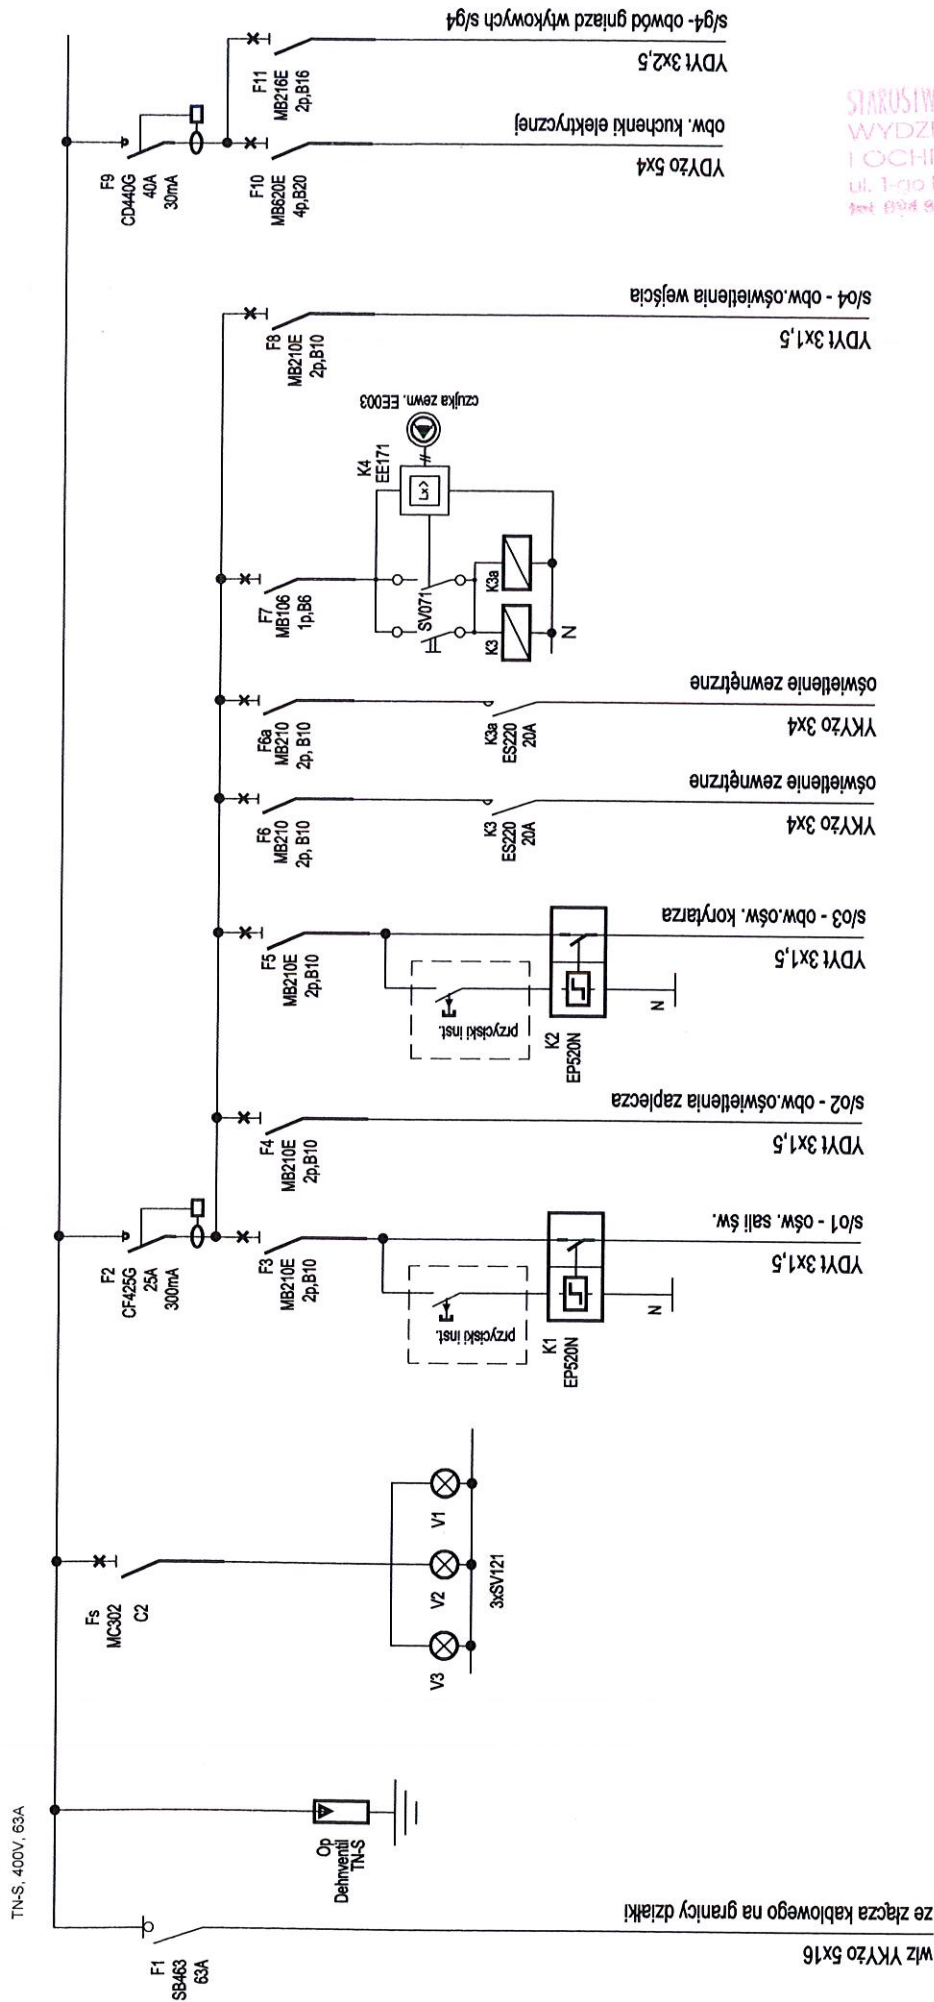 TN-S, 400V, 63A
F1
SB463
63A
wlz YKYżo 5x16
ze złącza kablowego na granicy działki
Op
Dehnventil
TN-S
Fs
MC302
C2
V3
V2
V1
3xSV121
F2
CF425G
25A
300mA
F3
MB210E
2p,B10
przyciski inst.
K1
EP520N
N
YDYt 3x1,5
s/o1 - ośw. sali św.
F4
MB210E
2p,B10
YDYt 3x1,5
s/o2 - obw.oświetlenia zaplecza
F5
MB210E
2p,B10
przyciski inst.
K2
EP520N
N
YDYt 3x1,5
s/o3 - obw.ośw. korytarza
F6
MB210
2p, B10
K3
ES220
20A
YKYżo 3x4
oświetlenie zewnętrzne
F6a
MB210
2p, B10
K3a
ES220
20A
YKYżo 3x4
oświetlenie zewnętrzne
F7
MB106
1p,B6
SV071
K3
K3a
N
K4
EE171
Lx>
czujka zewn. EE003
F8
MB210E
2p,B10
YDYt 3x1,5
s/o4 - obw.oświetlenia wejścia
F9
CD440G
40A
30mA
F10
MB620E
4p,B20
YDYżo 5x4
obw. kuchenki elektrycznej
F11
MB216E
2p,B16
YDYt 3x2,5
s/g4- obwód gniazd wtykowych s/g4
WYDZI
I OCHR
ul. 1-go